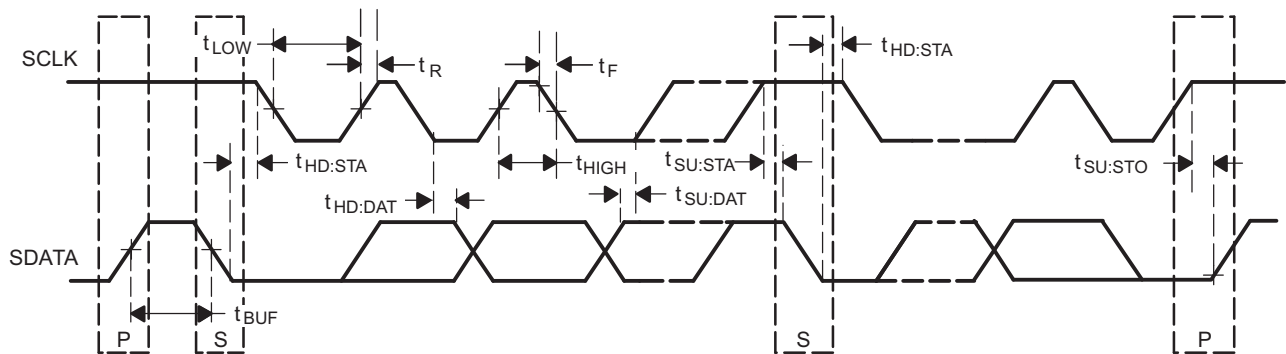 SCLK
tLOW
tR
tF
tHD:STA
tHD:STA
tHIGH
tSU:STA
tSU:STO
tHD:DAT
tSU:DAT
SDATA
tBUF
P
S
S
P